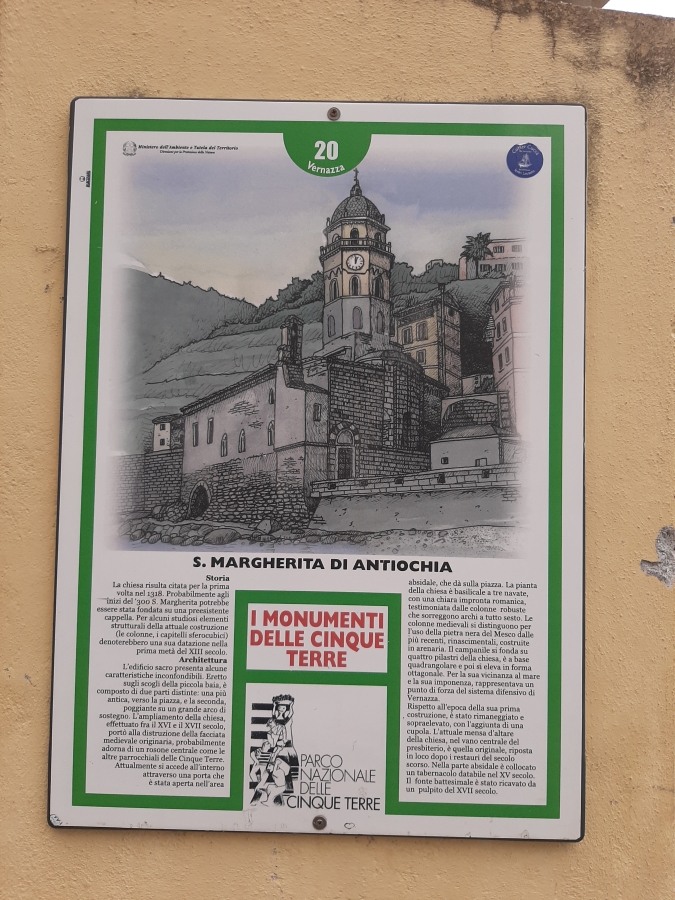 Ministero dell'Ambiente e Tutela del Territorio
Direzione per la Protezione della Natura
20
Vernazza
S. MARGHERITA DI ANTIOCHIA
Storia
La chiesa risulta citata per la prima
volta nel 1318. Probabilmente agli
inizi del '300 S. Margherita potrebbe
essere stata fondata su una preesistente
cappella. Per alcuni studiosi elementi
strutturali della attuale costruzione
(le colonne, i capitelli sferocubici)
denoterebbero una sua datazione nella
prima metà del XIII secolo.
Architettura
L'edificio sacro presenta alcune
caratteristiche inconfondibili. Eretto
sugli scogli della piccola baia, è
composto di due parti distinte: una più
antica, verso la piazza, e la seconda,
poggiante su un grande arco di
sostegno. L'ampliamento della chiesa,
effettuato fra il XVI e il XVII secolo,
portò alla distruzione della facciata
medievale originaria, probabilmente
adorna di un rosone centrale come le
altre parrocchiali delle Cinque Terre.
Attualmente si accede all'interno
attraverso una porta che
è stata aperta nell'area
I MONUMENTI
DELLE CINQUE
TERRE
PARCO
NAZIONALE
DELLE
CINQUE TERRE
absidale, che dà sulla piazza. La pianta
della chiesa è basilicale a tre navate,
con una chiara impronta romanica,
testimoniata dalle colonne robuste
che sorreggono archi a tutto sesto. Le
colonne medievali si distinguono per
l'uso della pietra nera del Mesco dalle
più recenti, rinascimentali, costruite
in arenaria. Il campanile si fonda su
quattro pilastri della chiesa, è a base
quadrangolare e poi si eleva in forma
ottagonale. Per la sua vicinanza al mare
e la sua imponenza, rappresentava un
punto di forza del sistema difensivo di
Vernazza.
Rispetto all'epoca della sua prima
costruzione, è stato rimaneggiato e
sopraelevato, con l'aggiunta di una
cupola. L'attuale mensa d'altare
della chiesa, nel vano centrale del
presbiterio, è quella originale, riposta
in loco dopo i restauri del secolo
scorso. Nella parte absidale è collocato
un tabernacolo databile nel XV secolo.
Il fonte battesimale è stato ricavato da
un pulpito del XVII secolo.